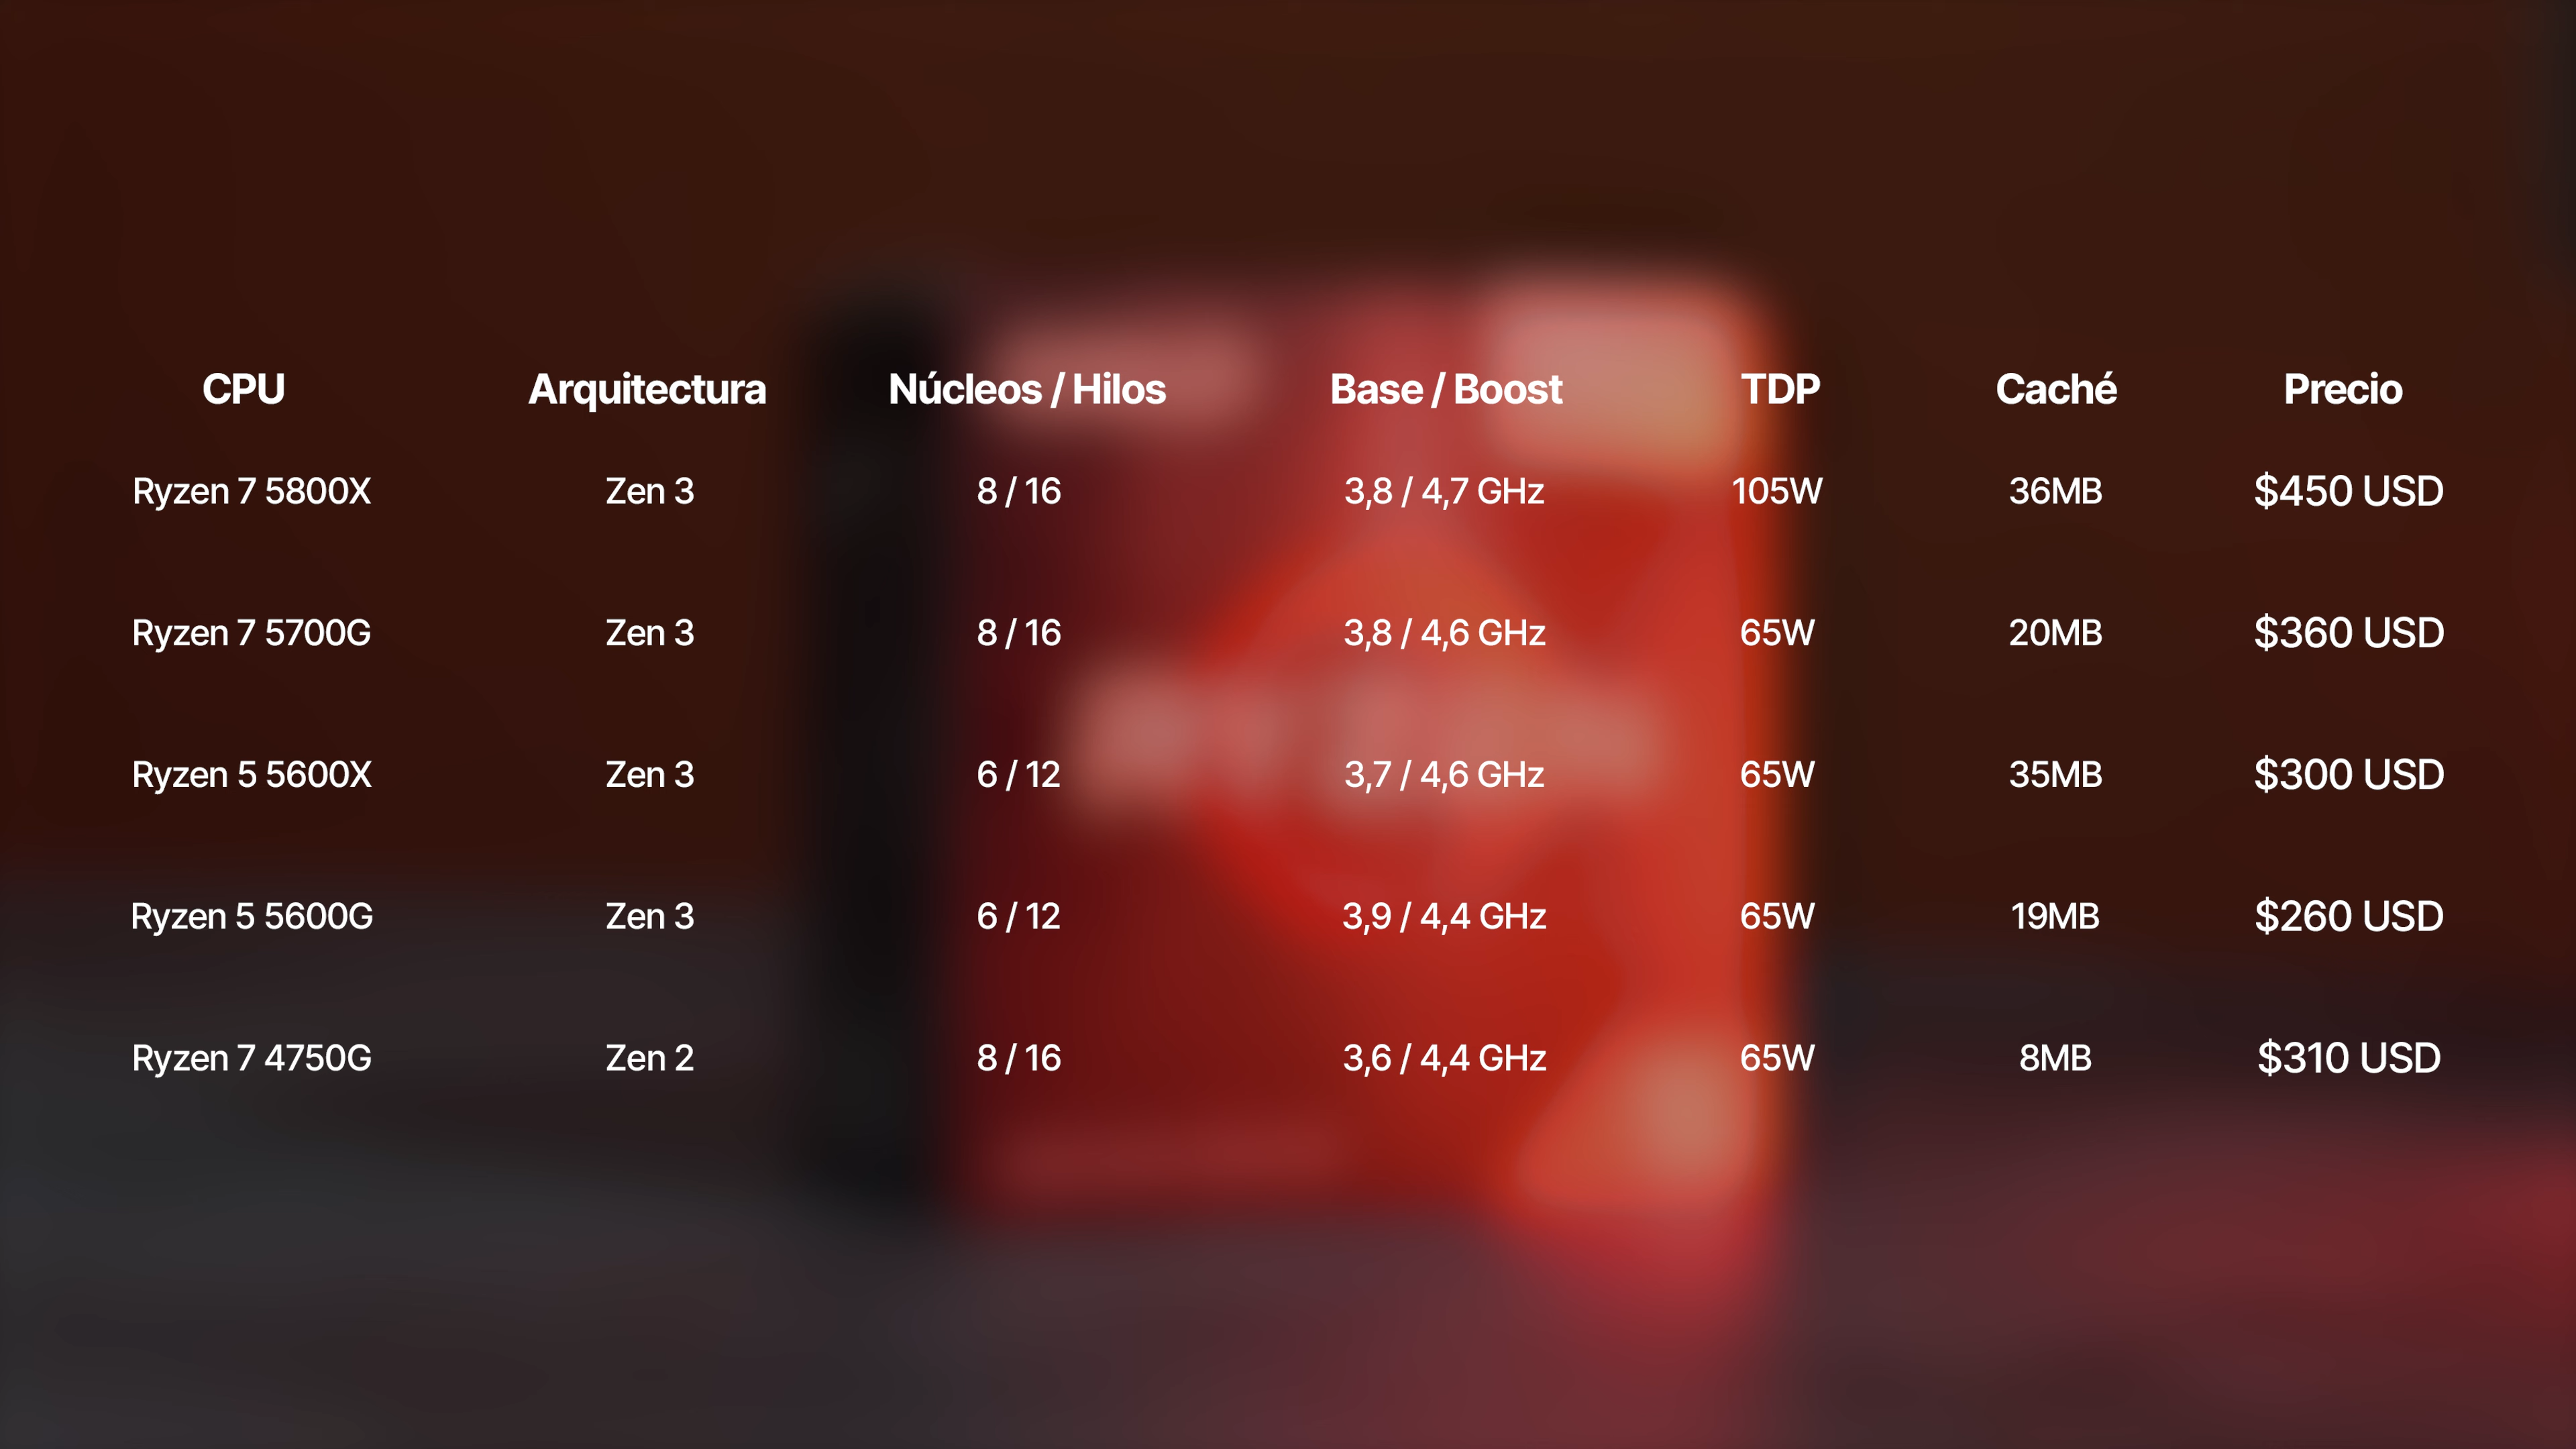 CPU Arquitectura Núcleos / Hilos Base / Boost TDP Caché Precio
Ryzen 7 5800X Zen 3 8 / 16 3,8 / 4,7 GHz 105W 36MB $450 USD
Ryzen 7 5700G Zen 3 8 / 16 3,8 / 4,6 GHz 65W 20MB $360 USD
Ryzen 5 5600X Zen 3 6 / 12 3,7 / 4,6 GHz 65W 35MB $300 USD
Ryzen 5 5600G Zen 3 6 / 12 3,9 / 4,4 GHz 65W 19MB $260 USD
Ryzen 7 4750G Zen 2 8 / 16 3,6 / 4,4 GHz 65W 8MB $310 USD